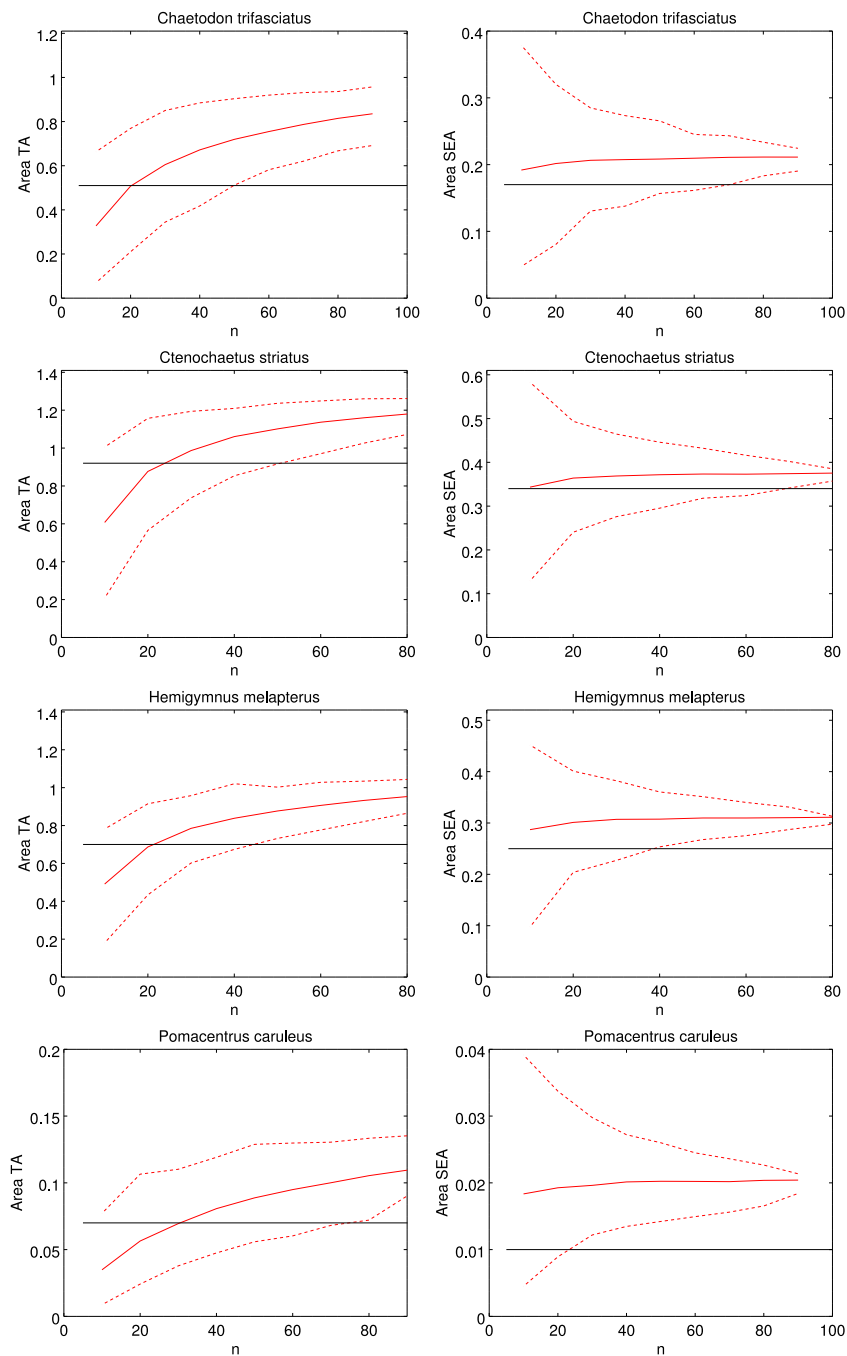 Chaetodon trifasciatus
1.2
1
0.8
0.6
0.4
0.2
0
Area TA
0 20 40 60 80 100
n
Chaetodon trifasciatus
0.4
0.3
0.2
0.1
0
Area SEA
0 20 40 60 80 100
n
Ctenochaetus striatus
1.4
1.2
1
0.8
0.6
0.4
0.2
0
Area TA
0 20 40 60 80
n
Ctenochaetus striatus
0.6
0.5
0.4
0.3
0.2
0.1
0
Area SEA
0 20 40 60 80
n
Hemigymnus melapterus
1.4
1.2
1
0.8
0.6
0.4
0.2
0
Area TA
0 20 40 60 80
n
Hemigymnus melapterus
0.5
0.4
0.3
0.2
0.1
0
Area SEA
0 20 40 60 80
n
Pomacentrus caruleus
0.2
0.15
0.1
0.05
0
Area TA
0 20 40 60 80
n
Pomacentrus caruleus
0.04
0.03
0.02
0.01
0
Area SEA
0 20 40 60 80 100
n